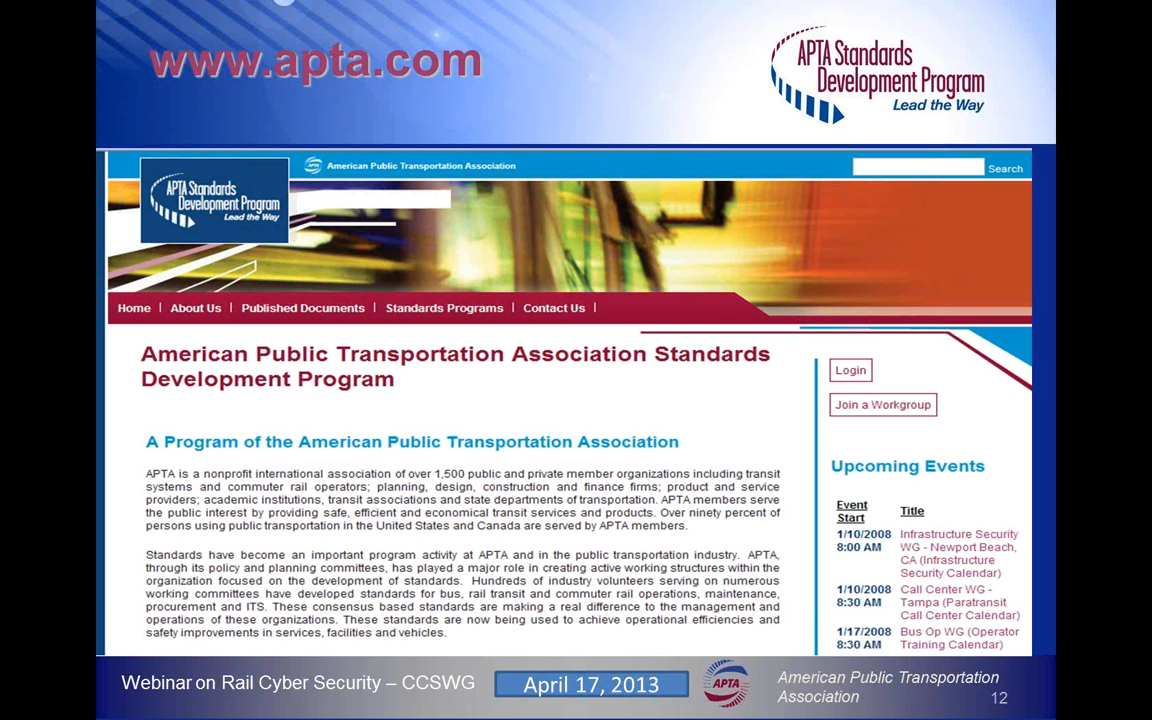 www.apta.com
APTA Standards
Development Program
Lead the Way
APTA American Public Transportation Association
Search
APTA Standards
Development Program
Lead the Way
Home | About Us | Published Documents | Standards Programs | Contact Us |
American Public Transportation Association Standards
Development Program
A Program of the American Public Transportation Association
APTA is a nonprofit international association of over 1,500 public and private member organizations including transit
systems and commuter rail operators; planning, design, construction and finance firms; product and service
providers; academic institutions, transit associations and state departments of transportation. APTA members serve
the public interest by providing safe, efficient and economical transit services and products. Over ninety percent of
persons using public transportation in the United States and Canada are served by APTA members.
Standards have become an important program activity at APTA and in the public transportation industry. APTA,
through its policy and planning committees, has played a major role in creating active working structures within the
organization focused on the development of standards. Hundreds of industry volunteers serving on numerous
working committees have developed standards for bus, rail transit and commuter rail operations, maintenance,
procurement and ITS. These consensus based standards are making a real difference to the management and
operations of these organizations. These standards are now being used to achieve operational efficiencies and
safety improvements in services, facilities and vehicles.
Login
Join a Workgroup
Upcoming Events
Event
Start
Title
1/10/2008
8:00 AM
Infrastructure Security
WG - Newport Beach,
CA (Infrastructure
Security Calendar)
1/10/2008
8:30 AM
Call Center WG -
Tampa (Paratransit
Call Center Calendar)
1/17/2008
8:30 AM
Bus Op WG (Operator
Training Calendar)
Webinar on Rail Cyber Security – CCSWG
April 17, 2013
APTA
American Public Transportation
Association
12